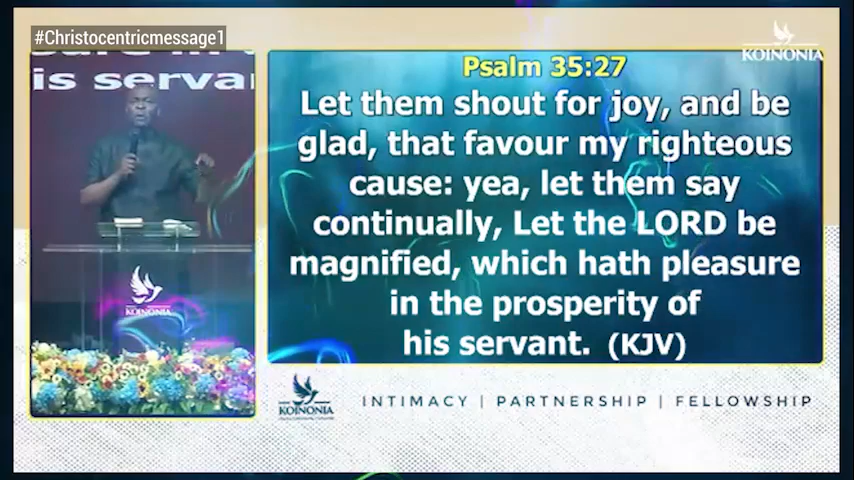 #Christocentricmessage1
is serva
KOINONIA
Psalm 35:27
Let them shout for joy, and be
glad, that favour my righteous
cause: yea, let them say
continually, Let the LORD be
magnified, which hath pleasure
in the prosperity of
his servant. (KJV)
KOINONIA
KOINONIA
INTIMACY | PARTNERSHIP | FELLOWSHIP